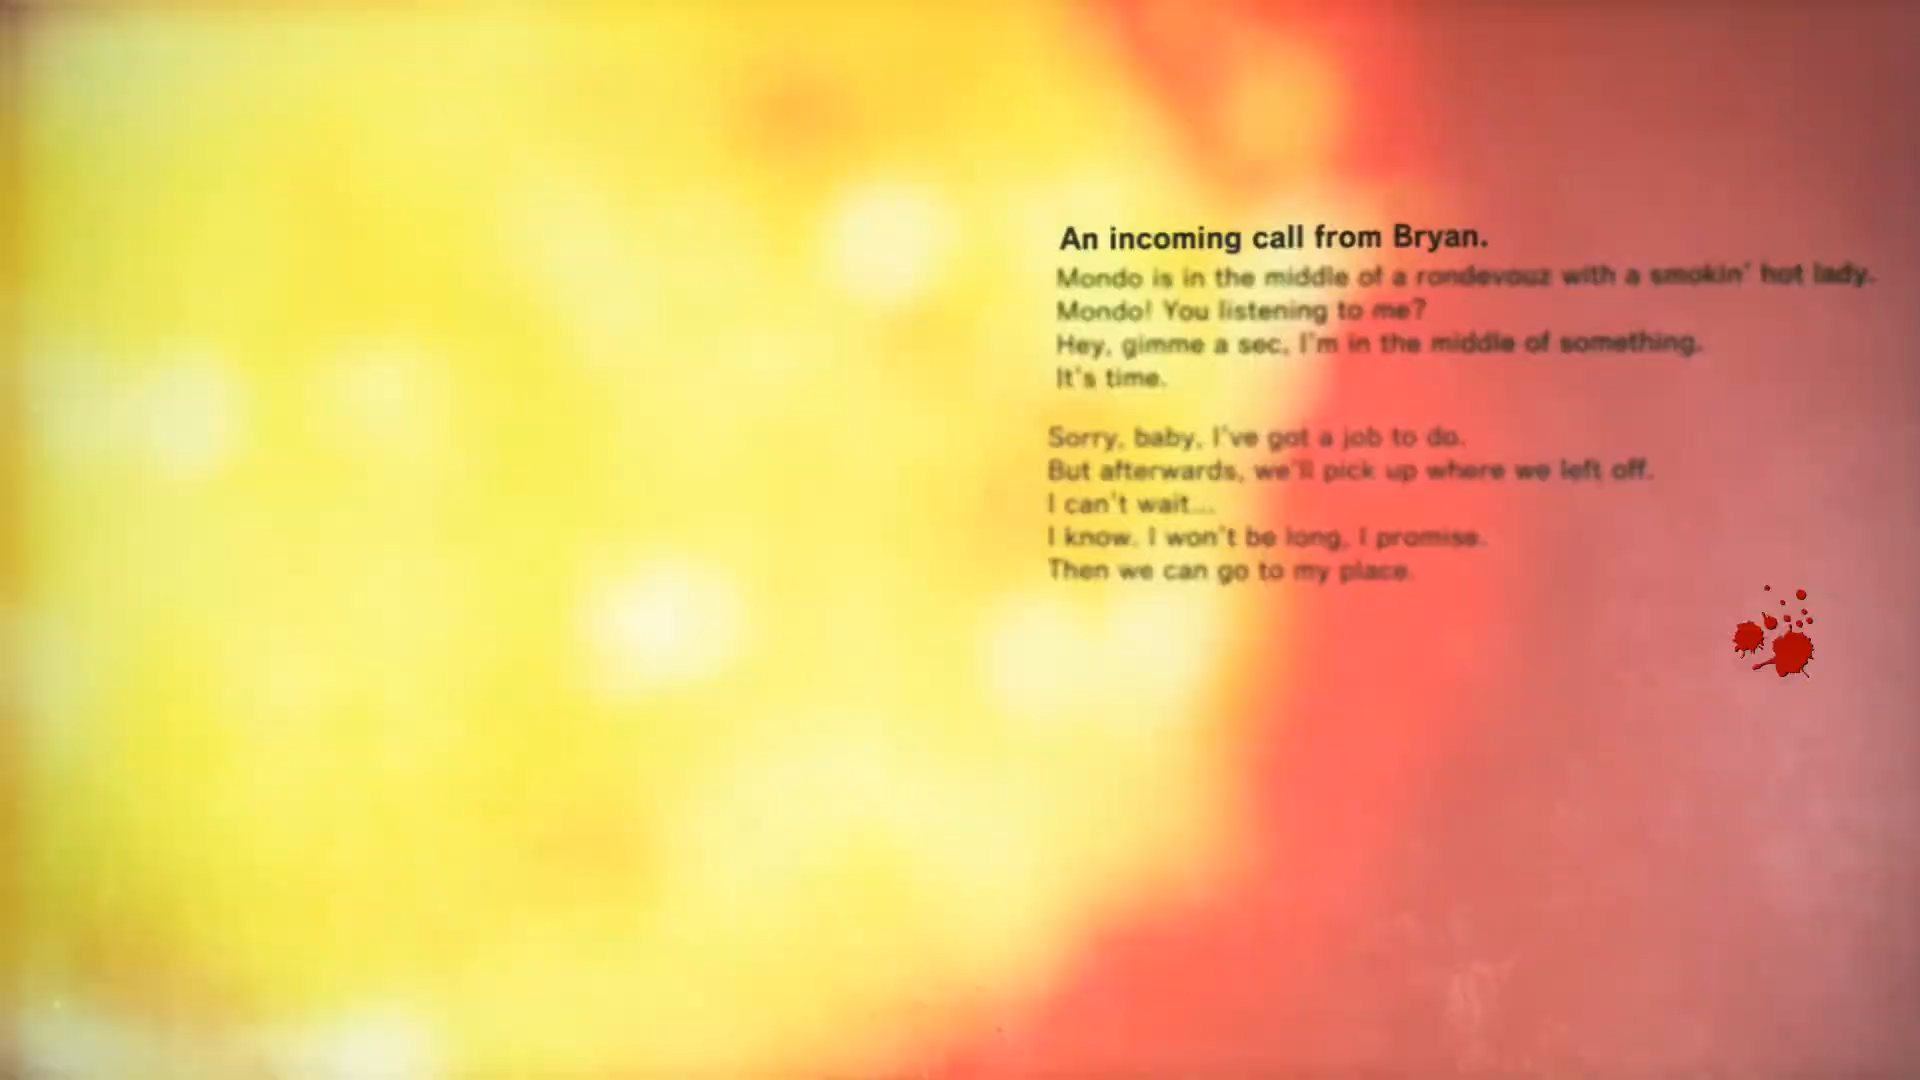 An incoming call from Bryan.
Mondo is in the middle of a rondevouz with a smokin' hot lady.
Mondo! You listening to me?
Hey, gimme a sec, I'm in the middle of something.
It's time.
Sorry, baby, I've got a job to do.
But afterwards, we'll pick up where we left off.
I can't wait...
I know. I won't be long, I promise.
Then we can go to my place.